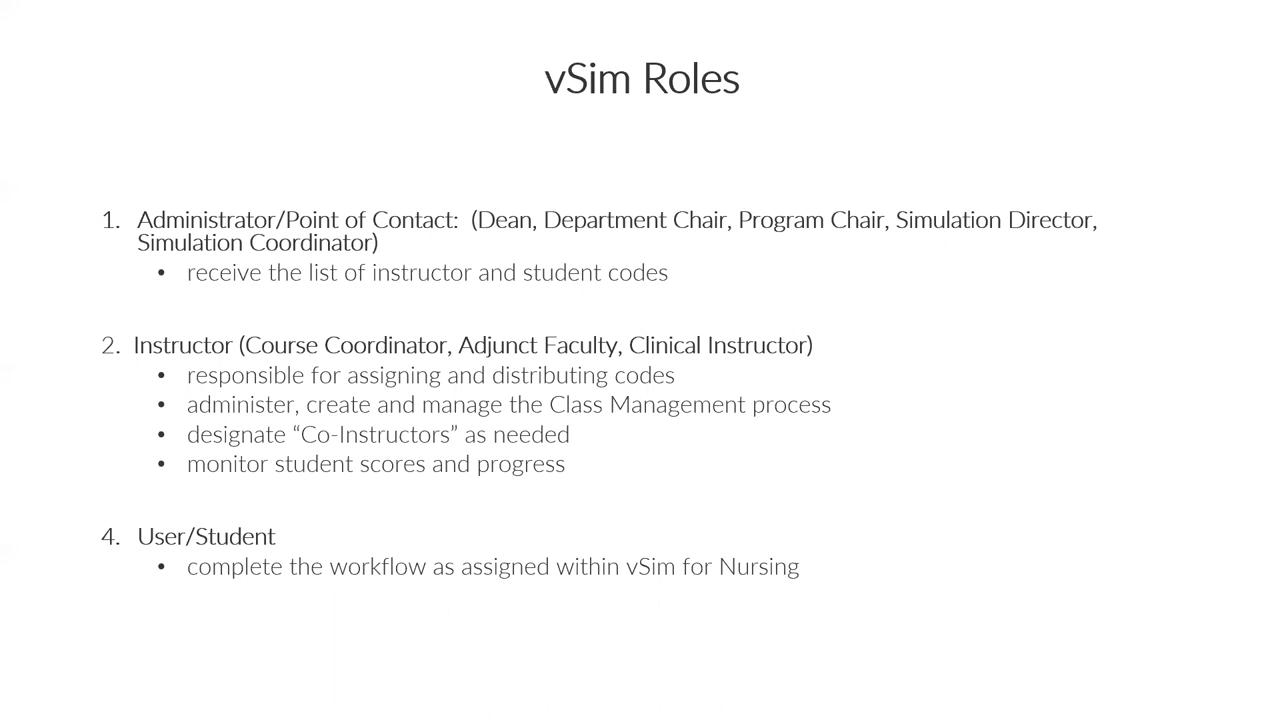 vSim Roles
1. Administrator/Point of Contact: (Dean, Department Chair, Program Chair, Simulation Director,
Simulation Coordinator)
• receive the list of instructor and student codes
2. Instructor (Course Coordinator, Adjunct Faculty, Clinical Instructor)
• responsible for assigning and distributing codes
• administer, create and manage the Class Management process
• designate “Co-Instructors” as needed
• monitor student scores and progress
4. User/Student
• complete the workflow as assigned within vSim for Nursing